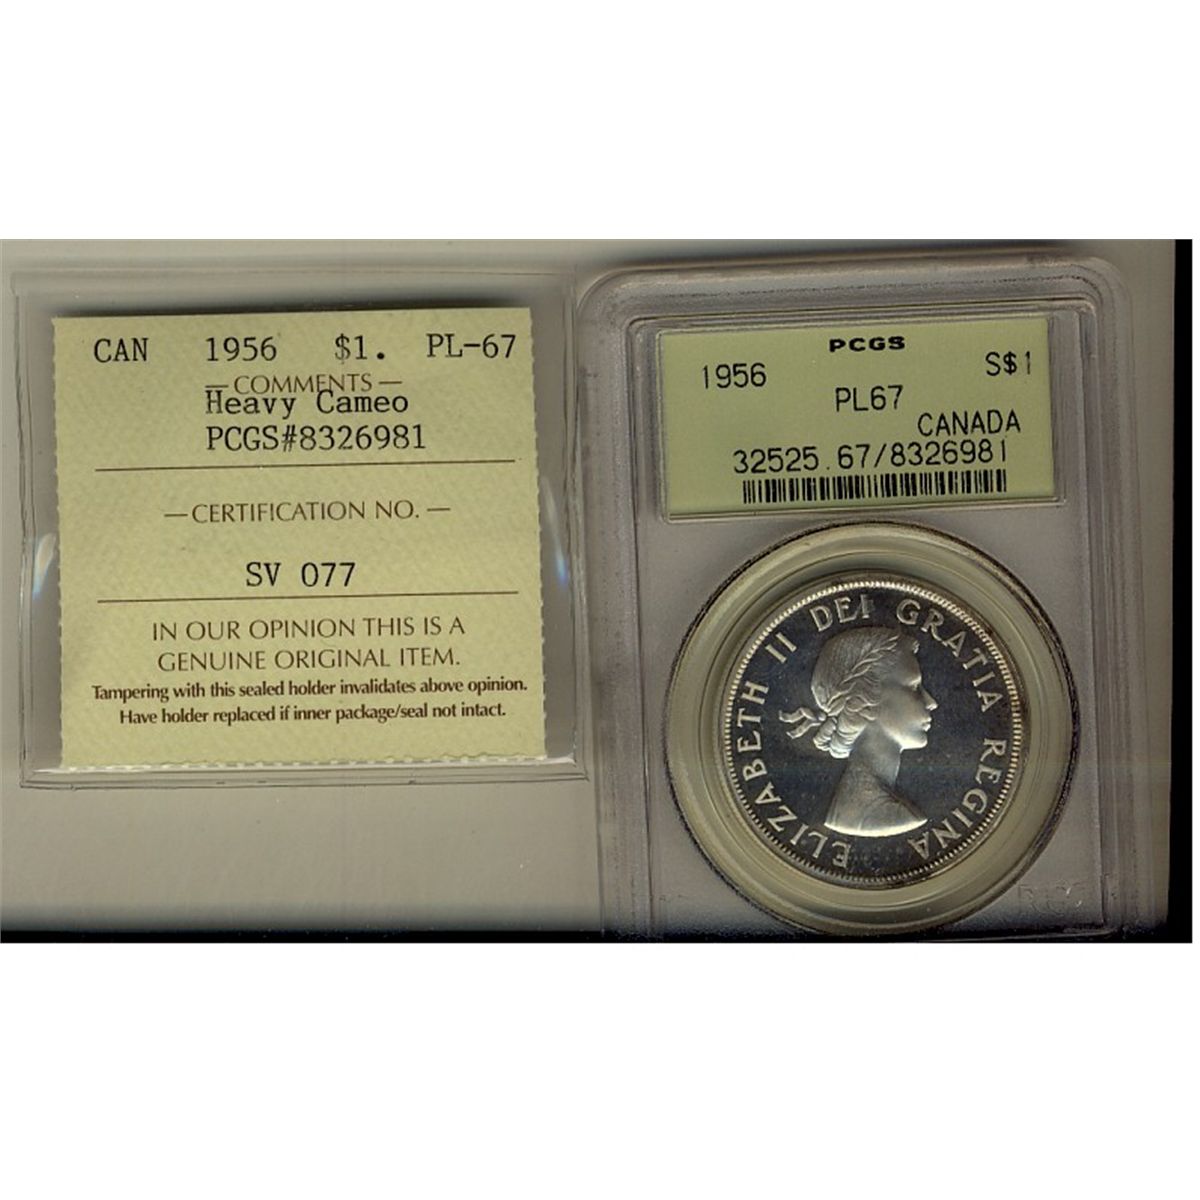 CAN 1956 $1. PL-67
— COMMENTS —
Heavy Cameo
PCGS#8326981
— CERTIFICATION NO. —
SV 077
IN OUR OPINION THIS IS A
GENUINE ORIGINAL ITEM.
Tampering with this sealed holder invalidates above opinion.
Have holder replaced if inner package/seal not intact.
PCGS
1956 S$1
PL67
CANADA
32525.67/8326981
ELIZABETH II DEI GRATIA REGINA
PCGS